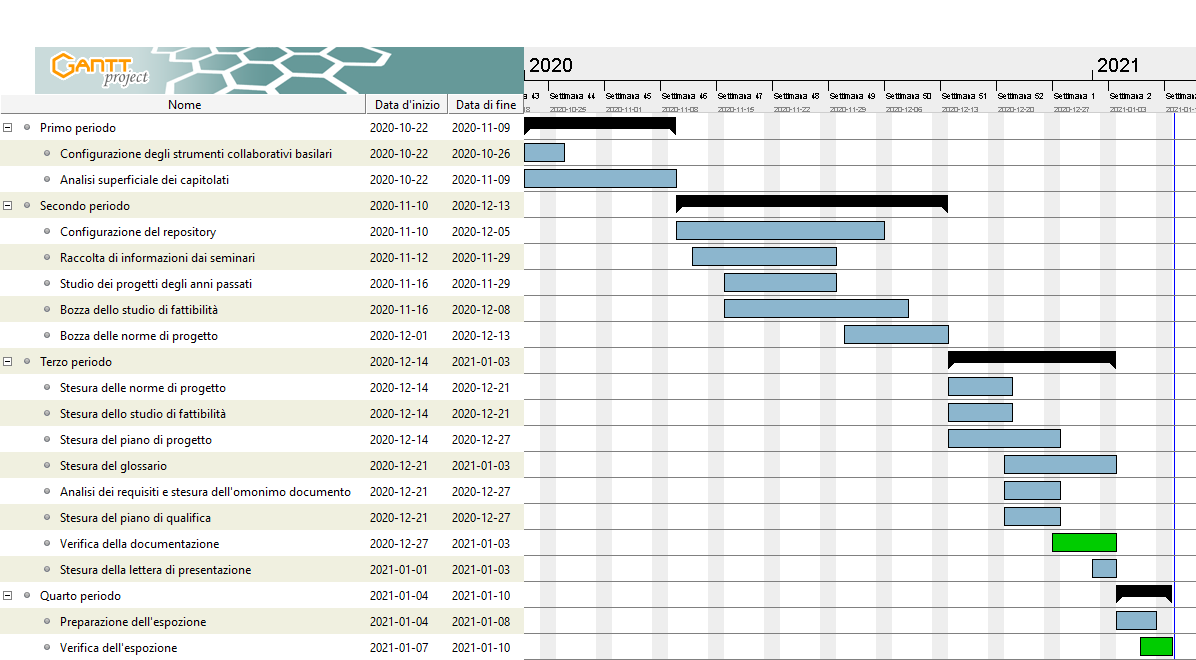 GANTT
project
2020
2021
Nome Data d'inizio Data di fine
43 Settimana 44 Settimana 45 Settimana 46 Settimana 47 Settimana 48 Settimana 49 Settimana 50 Settimana 51 Settimana 52 Settimana 1 Settimana 2
18 2020-10-25 2020-11-01 2020-11-08 2020-11-15 2020-11-22 2020-11-29 2020-12-06 2020-12-13 2020-12-20 2020-12-27 2021-01-03
Primo periodo 2020-10-22 2020-11-09
Configurazione degli strumenti collaborativi basilari 2020-10-22 2020-10-26
Analisi superficiale dei capitolati 2020-10-22 2020-11-09
Secondo periodo 2020-11-10 2020-12-13
Configurazione del repository 2020-11-10 2020-12-05
Raccolta di informazioni dai seminari 2020-11-12 2020-11-29
Studio dei progetti degli anni passati 2020-11-16 2020-11-29
Bozza dello studio di fattibilità 2020-11-16 2020-12-08
Bozza delle norme di progetto 2020-12-01 2020-12-13
Terzo periodo 2020-12-14 2021-01-03
Stesura delle norme di progetto 2020-12-14 2020-12-21
Stesura dello studio di fattibilità 2020-12-14 2020-12-21
Stesura del piano di progetto 2020-12-14 2020-12-27
Stesura del glossario 2020-12-21 2021-01-03
Analisi dei requisiti e stesura dell'omonimo documento 2020-12-21 2020-12-27
Stesura del piano di qualifica 2020-12-21 2020-12-27
Verifica della documentazione 2020-12-27 2021-01-03
Stesura della lettera di presentazione 2021-01-01 2021-01-03
Quarto periodo 2021-01-04 2021-01-10
Preparazione dell'espozione 2021-01-04 2021-01-08
Verifica dell'espozione 2021-01-07 2021-01-10